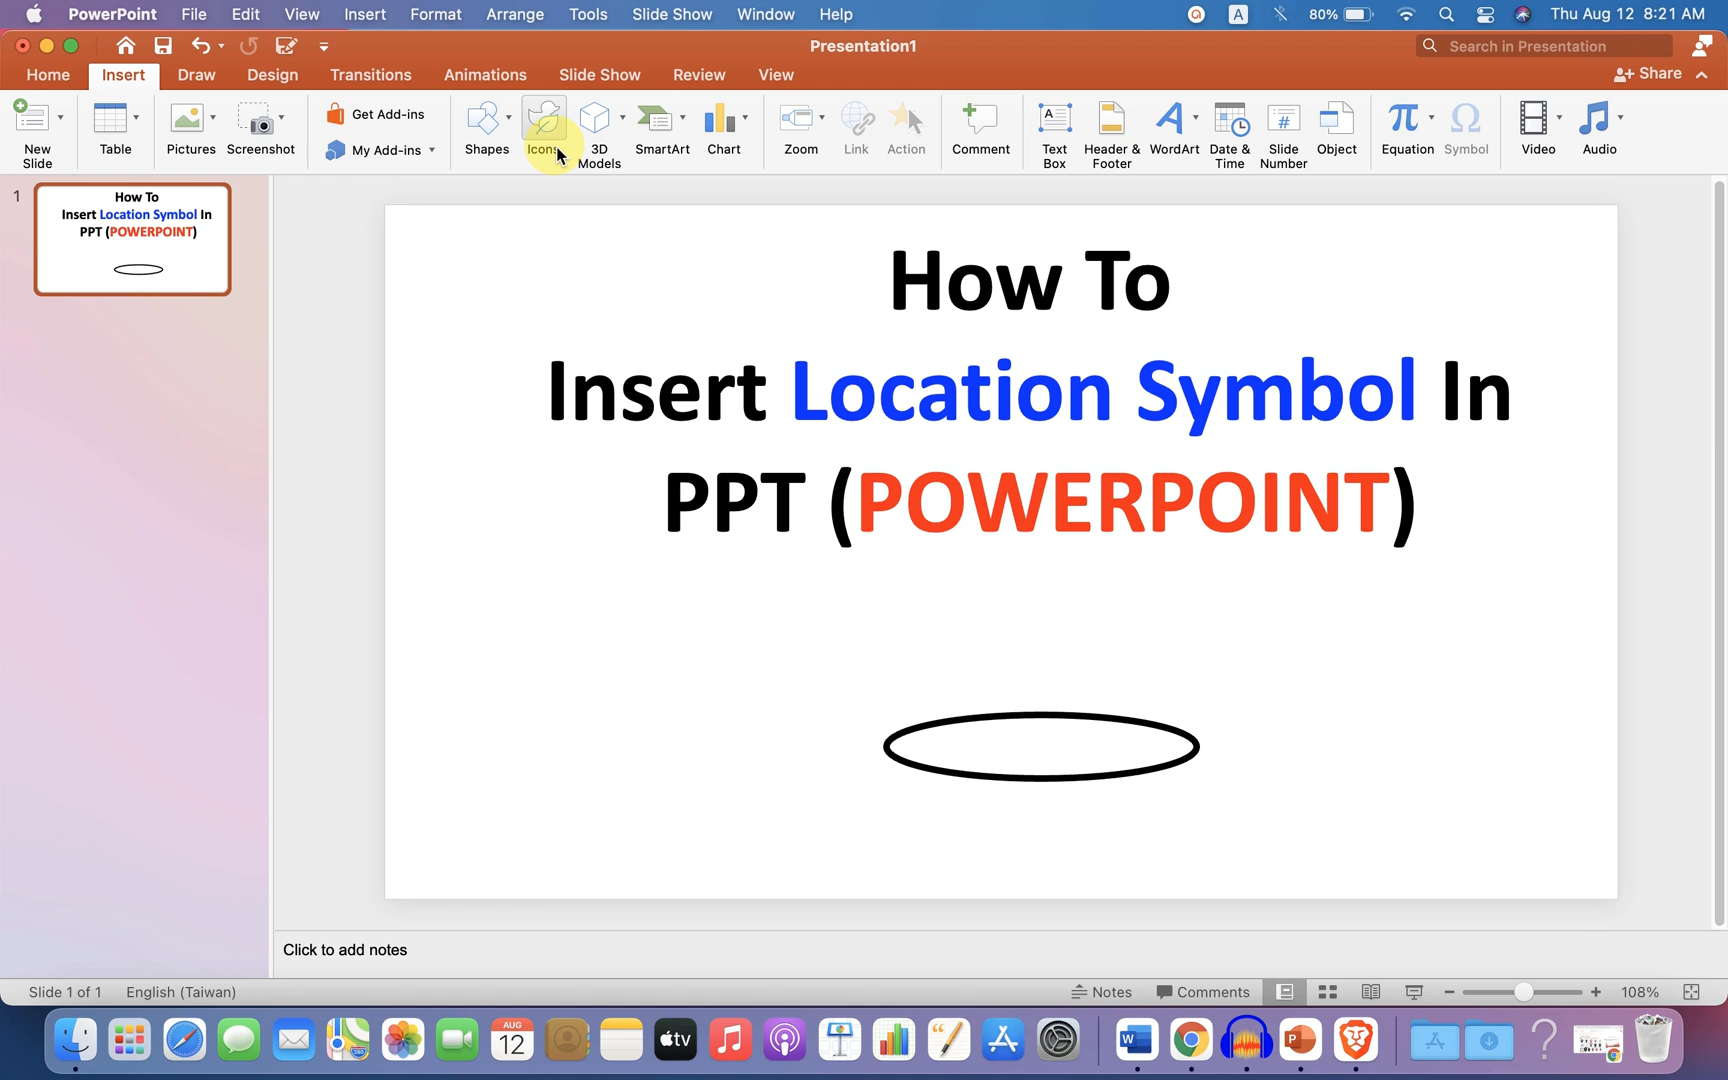 PowerPoint File Edit View Insert Format Arrange Tools Slide Show Window Help A 80% Thu Aug 12 8:21 AM
Presentation1
Search in Presentation
Home Insert Draw Design Transitions Animations Slide Show Review View Share
New Slide
Table
Pictures
Screenshot
Get Add-ins
My Add-ins
Shapes
Icons
3D Models
SmartArt
Chart
Zoom
Link
Action
Comment
Text Box
Header & Footer
WordArt
Date & Time
Slide Number
Object
Equation
Symbol
Video
Audio
1
How To
Insert Location Symbol In
PPT (POWERPOINT)
How To
Insert Location Symbol In
PPT (POWERPOINT)
Click to add notes
Slide 1 of 1 English (Taiwan) Notes Comments 108%
AUG
12
tv
W
P